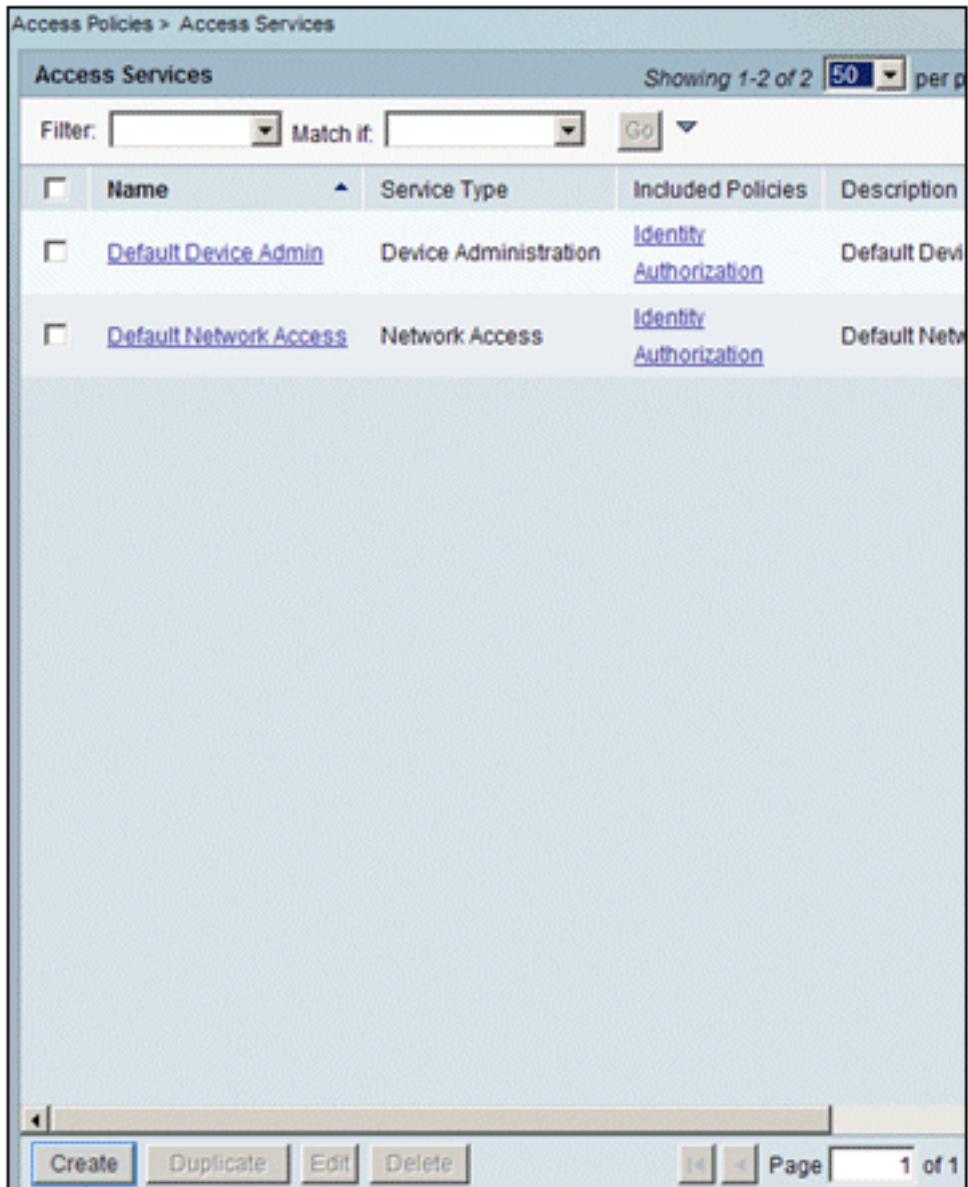 Access Policies > Access Services
Access Services Showing 1-2 of 2 50 per p
Filter: Match if: Go
Name Service Type Included Policies Description
Default Device Admin Device Administration Identity Authorization Default Devi
Default Network Access Network Access Identity Authorization Default Netw
Create Duplicate Edit Delete Page 1 of 1